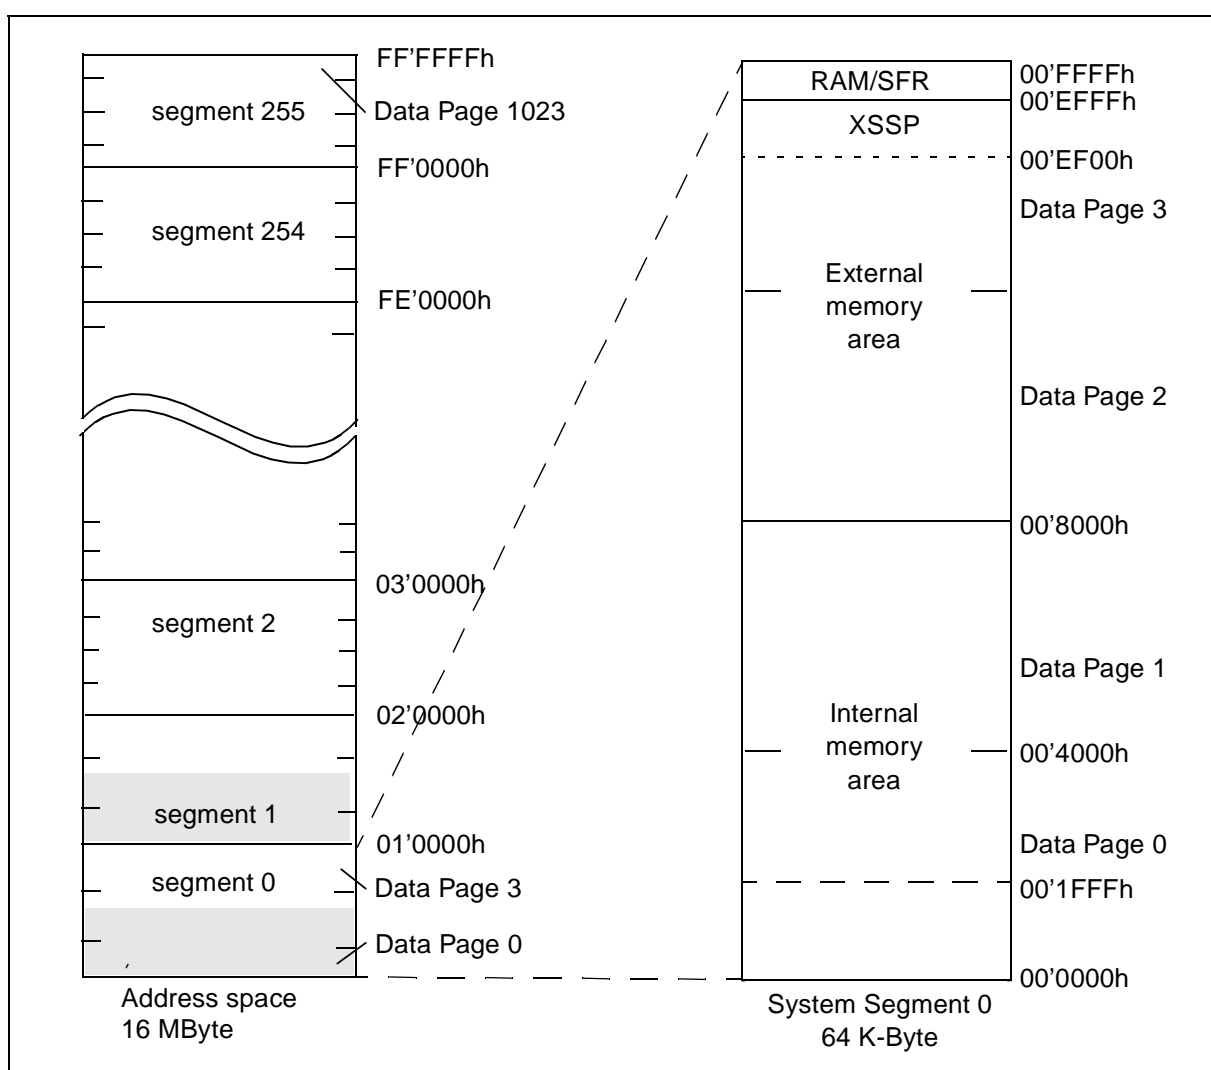 FF'FFFFh
segment 255
Data Page 1023
FF'0000h
segment 254
FE'0000h
03'0000h
segment 2
02'0000h
segment 1
01'0000h
segment 0
Data Page 3
Data Page 0
Address space
16 MByte
RAM/SFR
00'FFFFh
00'EFFFh
XSSP
00'EF00h
Data Page 3
External
memory
area
Data Page 2
00'8000h
Data Page 1
Internal
memory
area
00'4000h
Data Page 0
00'1FFFh
00'0000h
System Segment 0
64 K-Byte